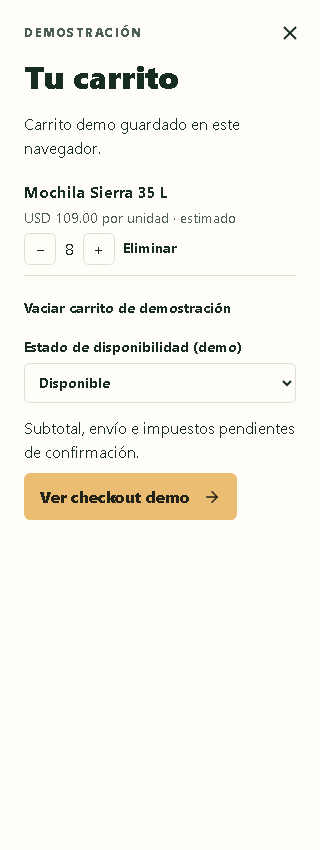 DEMOSTRACIÓN
Tu carrito
Carrito demo guardado en este
navegador.
Mochila Sierra 35 L
USD 109.00 por unidad · estimado
− 8 + Eliminar
Vaciar carrito de demostración
Estado de disponibilidad (demo)
Disponible
Subtotal, envío e impuestos pendientes
de confirmación.
Ver checkout demo →